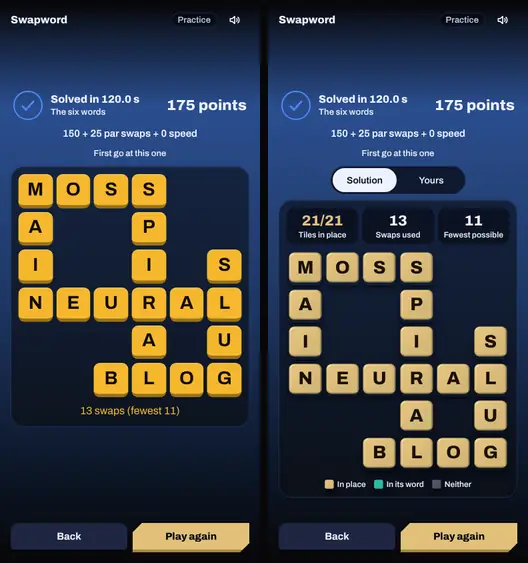 Swapword Practice
Solved in 120.0 s
The six words
175 points
150 + 25 par swaps + 0 speed
First go at this one
M O S S
A P
I I S
N E U R A L
A U
B L O G
13 swaps (fewest 11)
Back Play again
Swapword Practice
Solved in 120.0 s
The six words
175 points
150 + 25 par swaps + 0 speed
First go at this one
Solution Yours
21/21 13 11
Tiles in place Swaps used Fewest possible
M O S S
A P
I I S
N E U R A L
A U
B L O G
In place In its word Neither
Back Play again